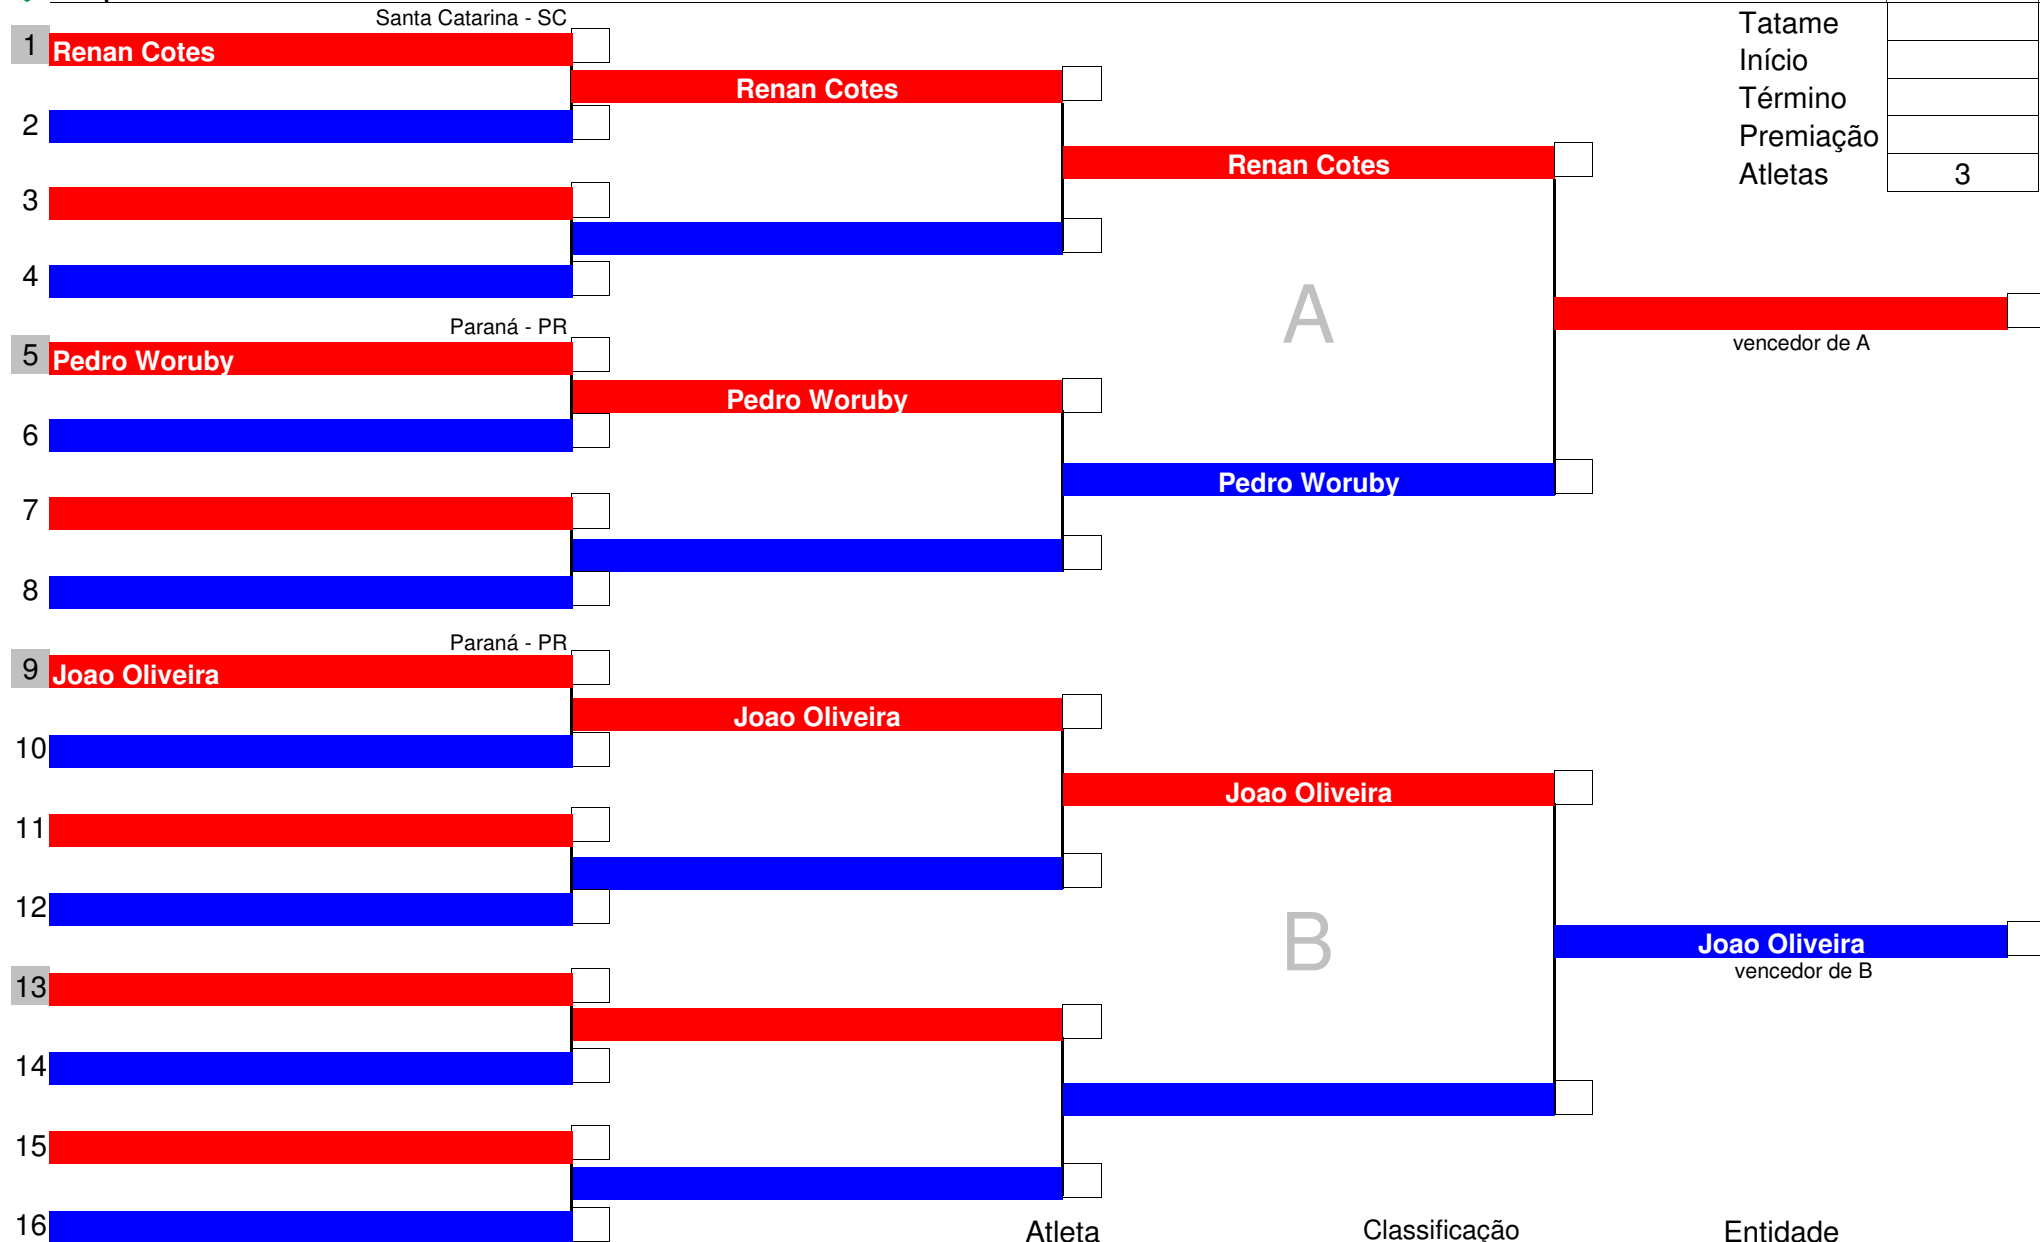 Santa Catarina - SC
Tatame
1 Renan Cotes
Início
Renan Cotes
Término
2
Premiação
Renan Cotes
Atletas 3
3
4
A
Paraná - PR
vencedor de A
5 Pedro Woruby
Pedro Woruby
6
Pedro Woruby
7
8
Paraná - PR
9 Joao Oliveira
Joao Oliveira
10
Joao Oliveira
11
12
B
Joao Oliveira
vencedor de B
13
14
15
16
Atleta Classificação Entidade